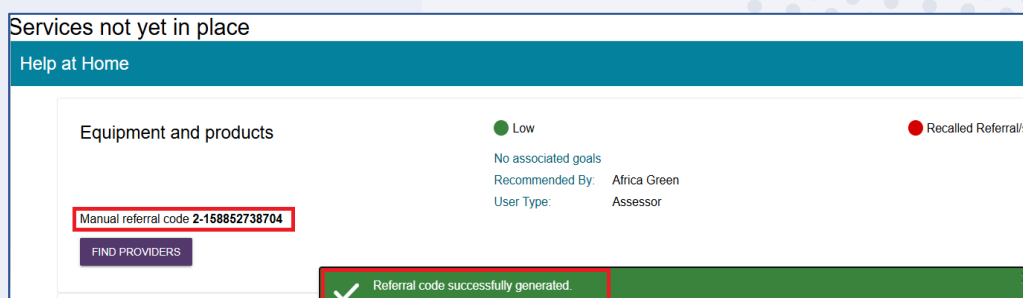 Services not yet in place
Help at Home
Equipment and products
Low
Recalled Referral/
No associated goals
Recommended By: Africa Green
User Type: Assessor
Manual referral code 2-158852738704
FIND PROVIDERS
Referral code successfully generated.